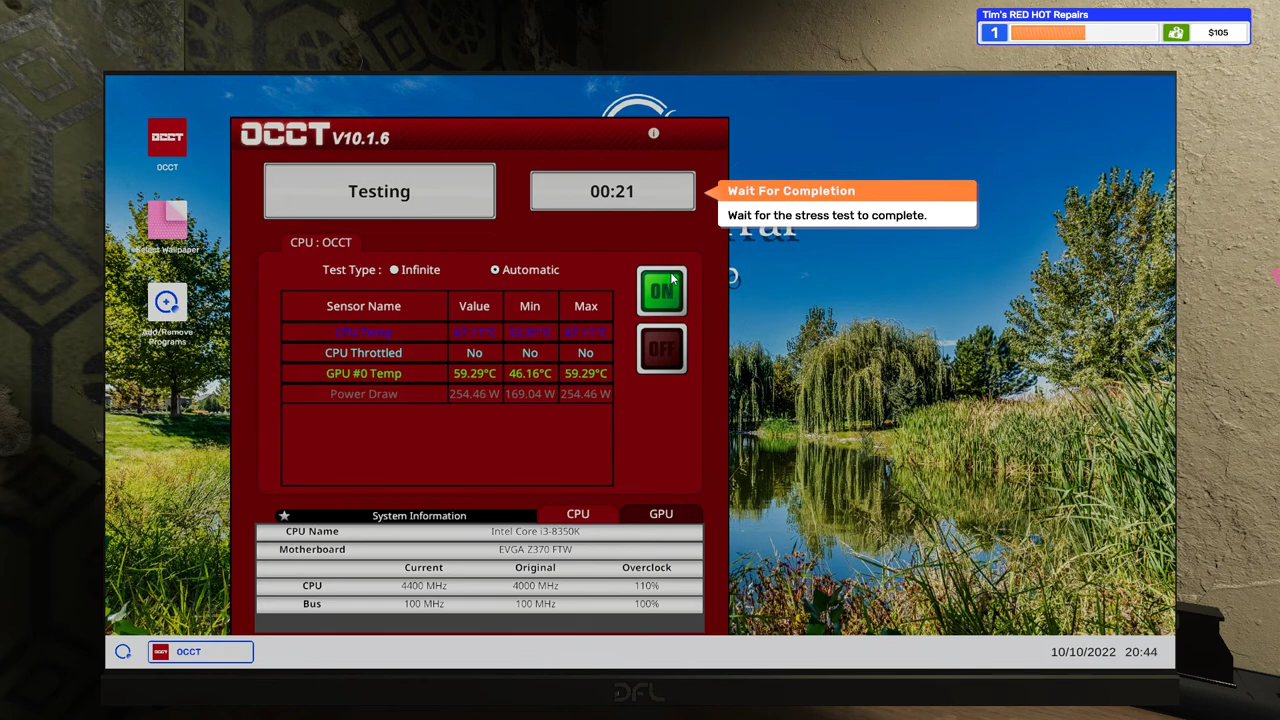 Tim's RED HOT Repairs
1
$105
OCCT V10.1.6
OCCT
Testing
00:21
Wait For Completion
Wait for the stress test to complete.
CPU : OCCT
Select Wallpaper
Test Type : Infinite Automatic
ON
Sensor Name Value Min Max
CPU Temp
CPU Throttled No No No
OFF
Add/Remove
Programs
GPU #0 Temp 59.29°C 46.16°C 59.29°C
Power Draw 254.46 W 169.04 W 254.46 W
System Information CPU GPU
CPU Name Intel Core i3-8350K
Motherboard EVGA Z370 FTW
Current Original Overclock
CPU 4400 MHz 4000 MHz 110%
Bus 100 MHz 100 MHz 100%
OCCT OCCT
10/10/2022 20:44
DFL